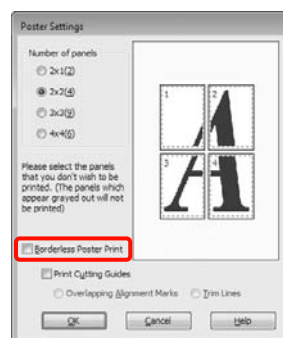 Poster Settings
Number of panels
2x1(2)
2x2(4)
3x3(9)
4x4(6)
1
2
3
4
Please select the panels
that you don't wish to be
printed. (The panels which
appear grayed out will not
be printed)
Borderless Poster Print
Print Cutting Guides
Overlapping Alignment Marks
Trim Lines
OK
Cancel
Help